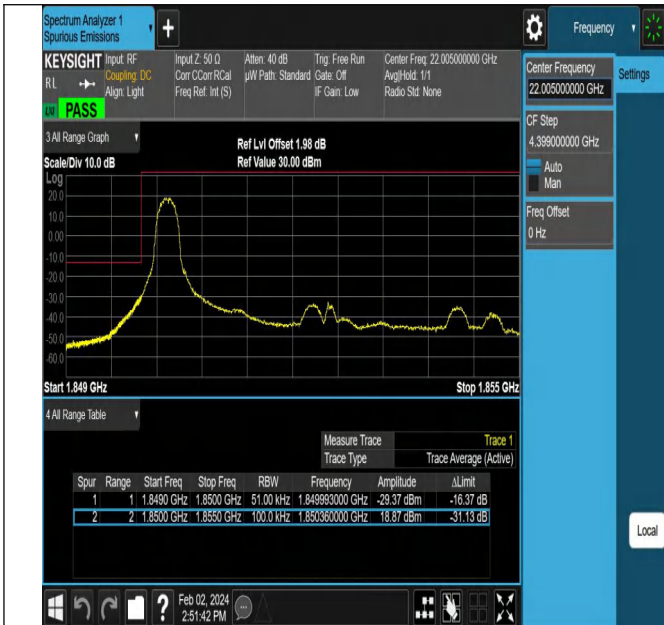 Spectrum Analyzer 1
Spurious Emissions
Frequency
KEYSIGHT
Input: RF
Coupling: DC
Align: Light
Input Z: 50 Ω
Corr CCorr RCal
Freq Ref: Int (S)
Atten: 40 dB
µW Path: Standard
Trig: Free Run
Gate: Off
IF Gain: Low
Center Freq: 22.005000000 GHz
Avg|Hold: 1/1
Radio Std: None
RL
PASS
Center Frequency
22.005000000 GHz
Settings
CF Step
4.399000000 GHz
Auto
Man
Freq Offset
0 Hz
3 All Range Graph
Ref Lvl Offset 1.98 dB
Scale/Div 10.0 dB
Ref Value 30.00 dBm
Log
20.0
10.0
0.00
-10.0
-20.0
-30.0
-40.0
-50.0
-60.0
Start 1.849 GHz
Stop 1.855 GHz
4 All Range Table
Measure Trace Trace 1
Trace Type Trace Average (Active)
Spur Range Start Freq Stop Freq RBW Frequency Amplitude ΔLimit
1 1 1.8490 GHz 1.8500 GHz 51.00 kHz 1.849993000 GHz -29.37 dBm -16.37 dB
2 2 1.8500 GHz 1.8550 GHz 100.0 kHz 1.850360000 GHz 18.87 dBm -31.13 dB
Local
?
Feb 02, 2024
2:51:42 PM